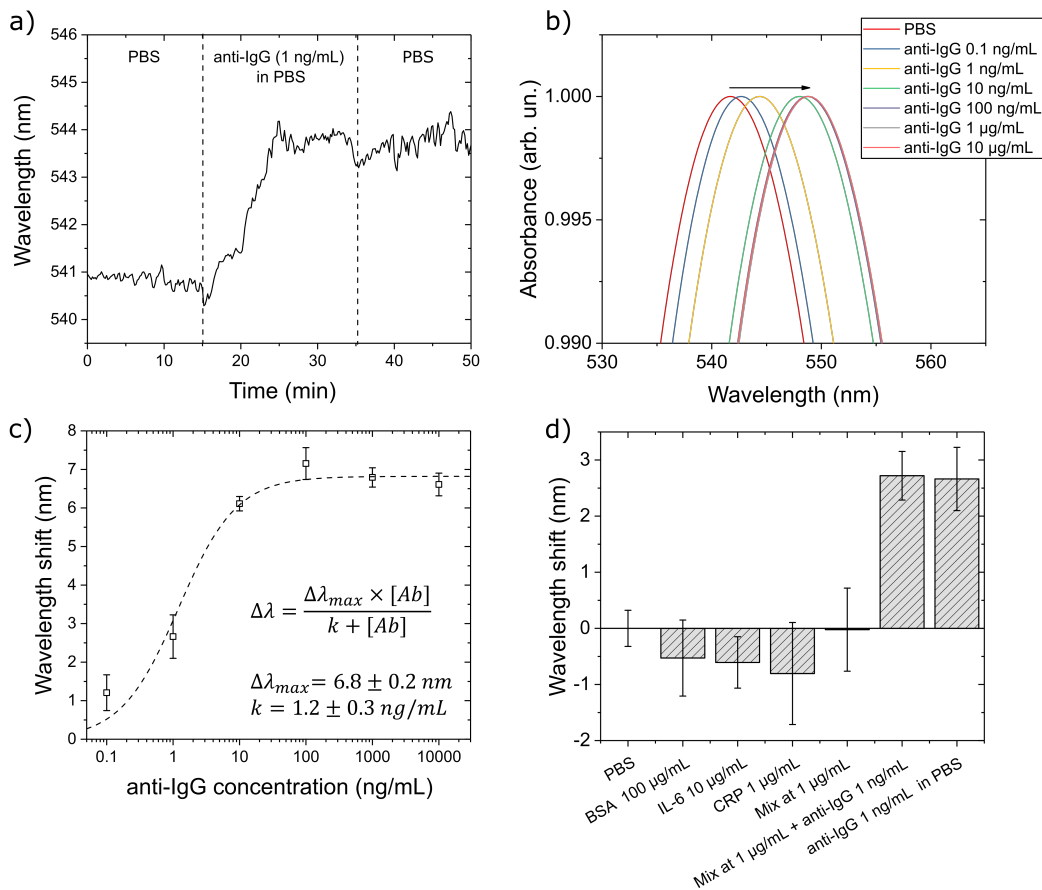 a)
546
545
544
543
542
541
540
Wavelength (nm)
PBS
anti-IgG (1 ng/mL)
in PBS
PBS
0
10
20
30
40
50
Time (min)
b)
PBS
anti-IgG 0.1 ng/mL
anti-IgG 1 ng/mL
anti-IgG 10 ng/mL
anti-IgG 100 ng/mL
anti-IgG 1 µg/mL
anti-IgG 10 µg/mL
1.000
0.995
0.990
Absorbance (arb. un.)
530
540
550
560
Wavelength (nm)
c)
8
7
6
5
4
3
2
1
0
Wavelength shift (nm)
Δλ = Δλmax × [Ab] / k + [Ab]
Δλmax = 6.8 ± 0.2 nm
k = 1.2 ± 0.3 ng/mL
0.1
1
10
100
1000
10000
anti-IgG concentration (ng/mL)
d)
3
2
1
0
-1
-2
Wavelength shift (nm)
PBS
BSA 100 µg/mL
IL-6 10 µg/mL
CRP 1 µg/mL
Mix at 1 µg/mL
Mix at 1 µg/mL + anti-IgG 1 ng/mL
anti-IgG 1 ng/mL in PBS